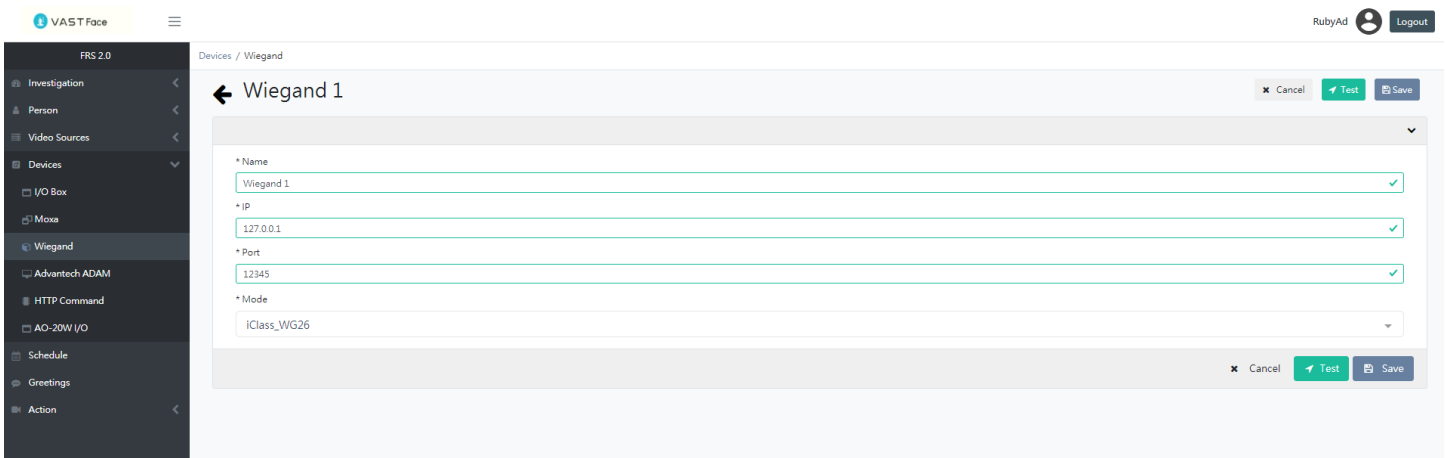 VAST Face
RubyAd
Logout
FRS 2.0
Devices / Wiegand
Investigation
Person
Video Sources
Devices
I/O Box
Moxa
Wiegand
Advantech ADAM
HTTP Command
AO-20W I/O
Schedule
Greetings
Action
Wiegand 1
Cancel
Test
Save
* Name
Wiegand 1
* IP
127.0.0.1
* Port
12345
* Mode
iClass_WG26
Cancel
Test
Save